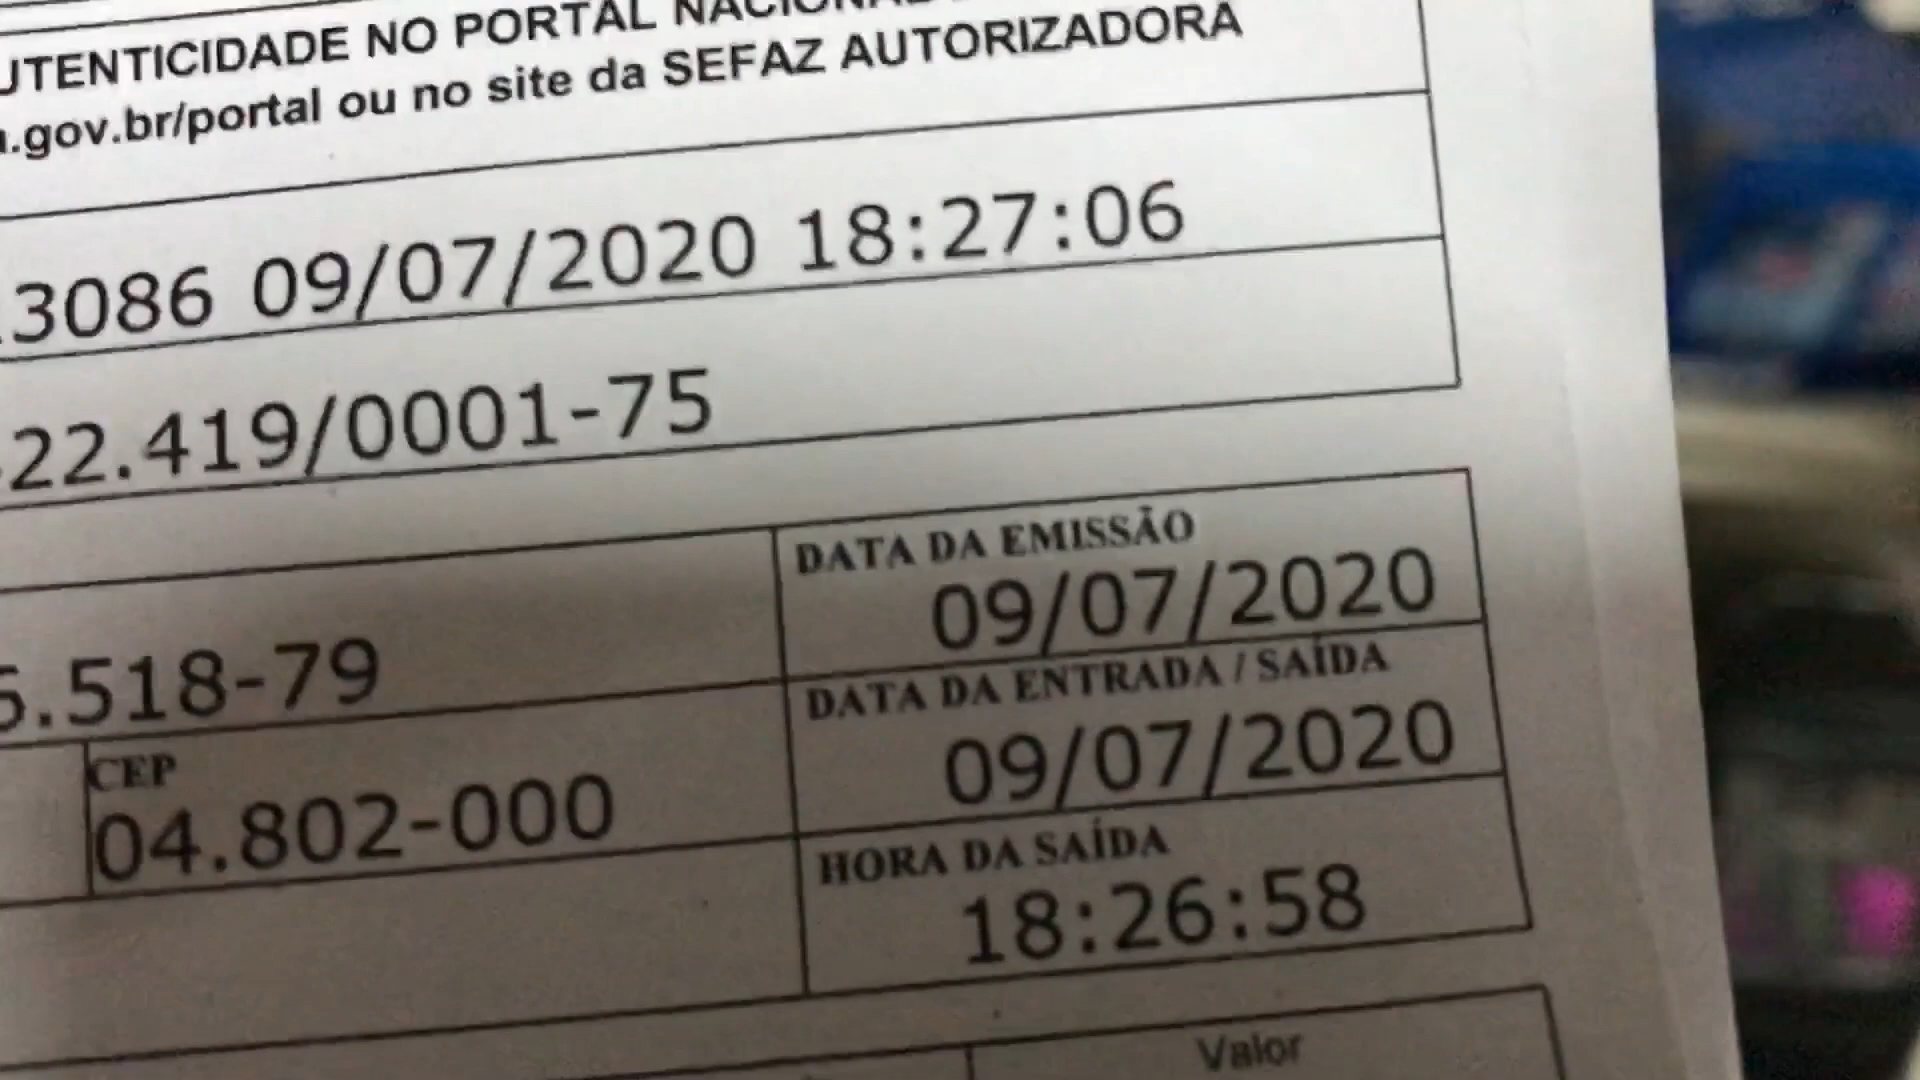 UTENTICIDADE NO PORTAL NACIONAL
.gov.br/portal ou no site da SEFAZ AUTORIZADORA
3086 09/07/2020 18:27:06
22.419/0001-75
DATA DA EMISSÃO
09/07/2020
5.518-79
DATA DA ENTRADA / SAÍDA
09/07/2020
CEP
04.802-000
HORA DA SAÍDA
18:26:58
Valor